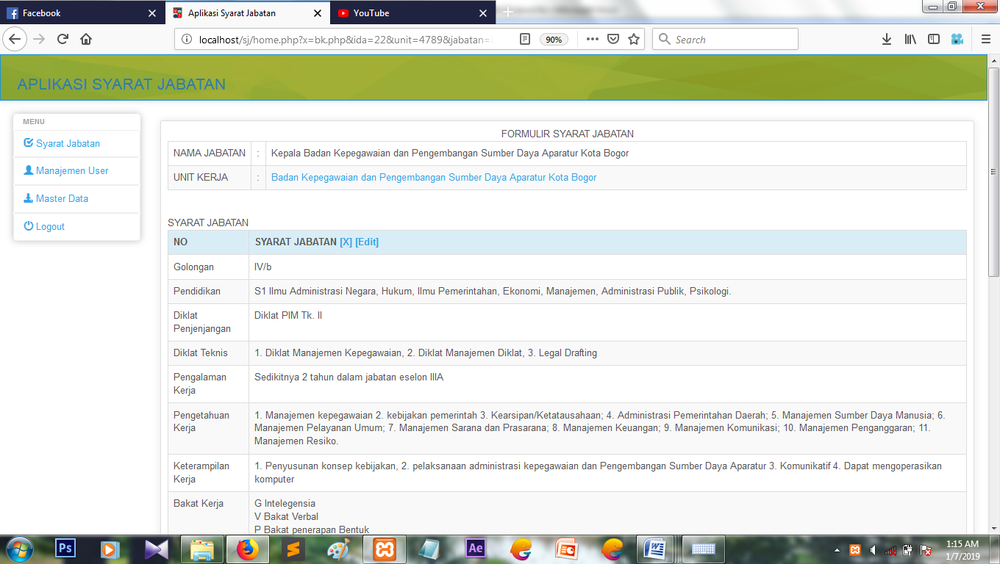 Facebook
Aplikasi Syarat Jabatan
YouTube
localhost/sj/home.php?x=bk.php&ida=22&unit=4789&jabatan=
90%
Search
APLIKASI SYARAT JABATAN
MENU
Syarat Jabatan
Manajemen User
Master Data
Logout
FORMULIR SYARAT JABATAN
NAMA JABATAN : Kepala Badan Kepegawaian dan Pengembangan Sumber Daya Aparatur Kota Bogor
UNIT KERJA : Badan Kepegawaian dan Pengembangan Sumber Daya Aparatur Kota Bogor
SYARAT JABATAN
NO SYARAT JABATAN [X] [Edit]
Golongan IV/b
Pendidikan S1 Ilmu Administrasi Negara, Hukum, Ilmu Pemerintahan, Ekonomi, Manajemen, Administrasi Publik, Psikologi.
Diklat Penjenjangan Diklat PIM Tk. II
Diklat Teknis 1. Diklat Manajemen Kepegawaian, 2. Diklat Manajemen Diklat, 3. Legal Drafting
Pengalaman Kerja Sedikitnya 2 tahun dalam jabatan eselon IIIA
Pengetahuan Kerja 1. Manajemen kepegawaian 2. kebijakan pemerintah 3. Kearsipan/Ketatausahaan; 4. Administrasi Pemerintahan Daerah; 5. Manajemen Sumber Daya Manusia; 6.
Manajemen Pelayanan Umum; 7. Manajemen Sarana dan Prasarana; 8. Manajemen Keuangan; 9. Manajemen Komunikasi; 10. Manajemen Penganggaran; 11.
Manajemen Resiko.
Keterampilan Kerja 1. Penyusunan konsep kebijakan, 2. pelaksanaan administrasi kepegawaian dan Pengembangan Sumber Daya Aparatur 3. Komunikatif 4. Dapat mengoperasikan
komputer
Bakat Kerja G Intelegensia
V Bakat Verbal
P Bakat penerapan Bentuk
Ps
Ae
1:15 AM
1/7/2019